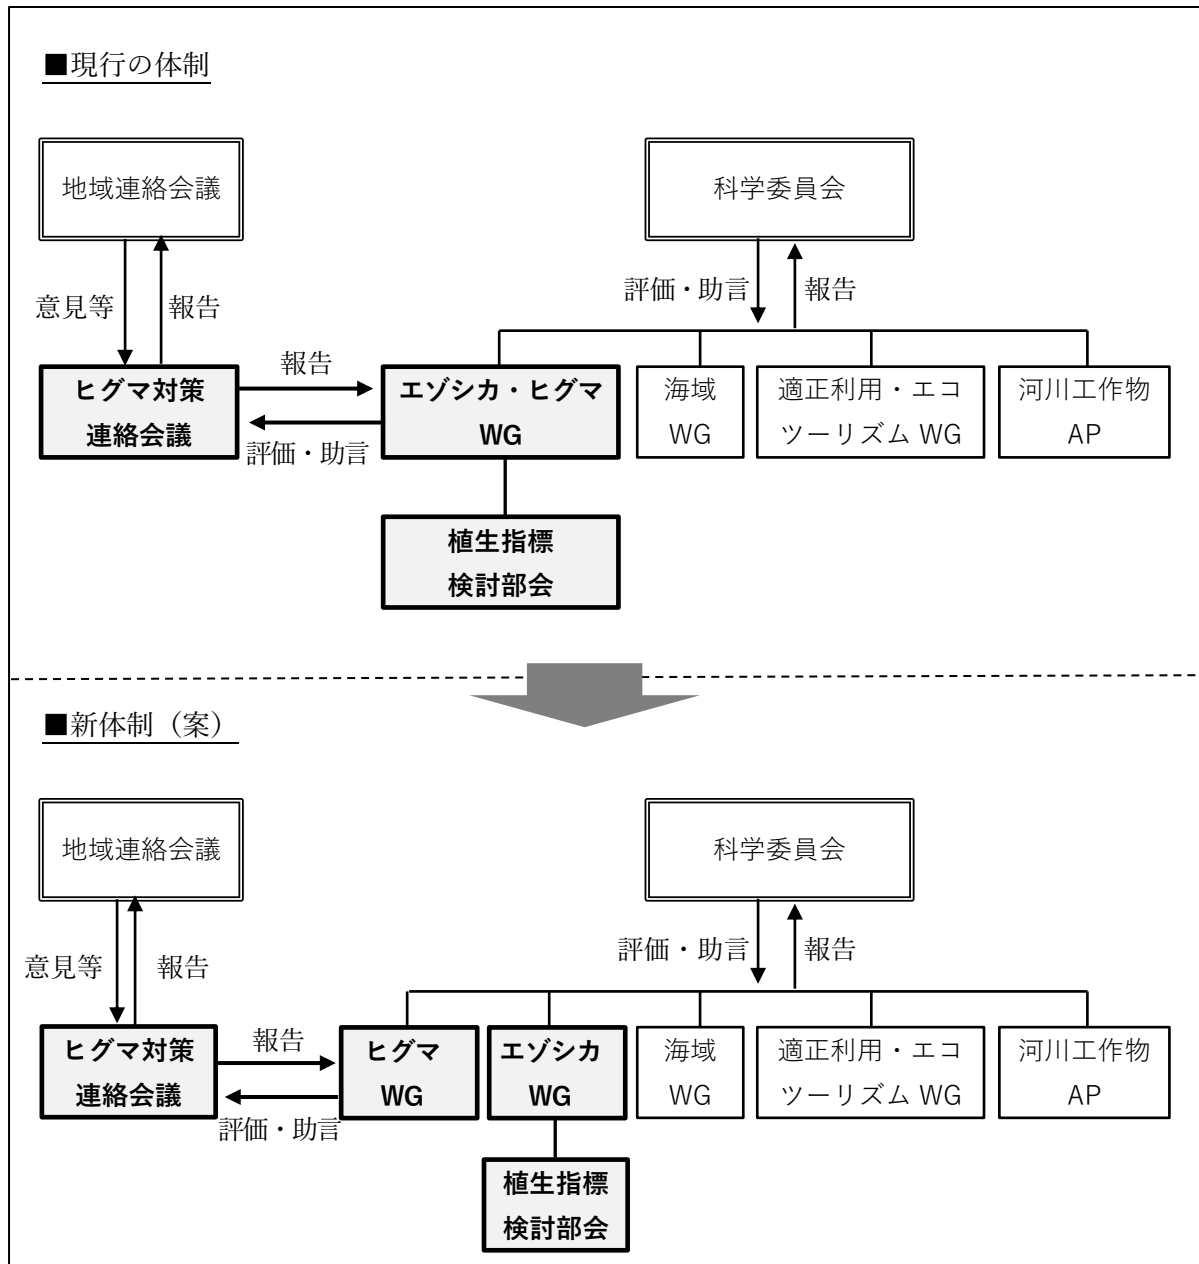 ■現行の体制
地域連絡会議
科学委員会
意見等
報告
評価・助言
報告
ヒグマ対策
連絡会議
報告
評価・助言
エゾシカ・ヒグマ
WG
海域
WG
適正利用・エコ
ツーリズム WG
河川工作物
AP
植生指標
検討部会
■新体制（案）
地域連絡会議
科学委員会
意見等
報告
評価・助言
報告
ヒグマ対策
連絡会議
報告
評価・助言
ヒグマ
WG
エゾシカ
WG
海域
WG
適正利用・エコ
ツーリズム WG
河川工作物
AP
植生指標
検討部会